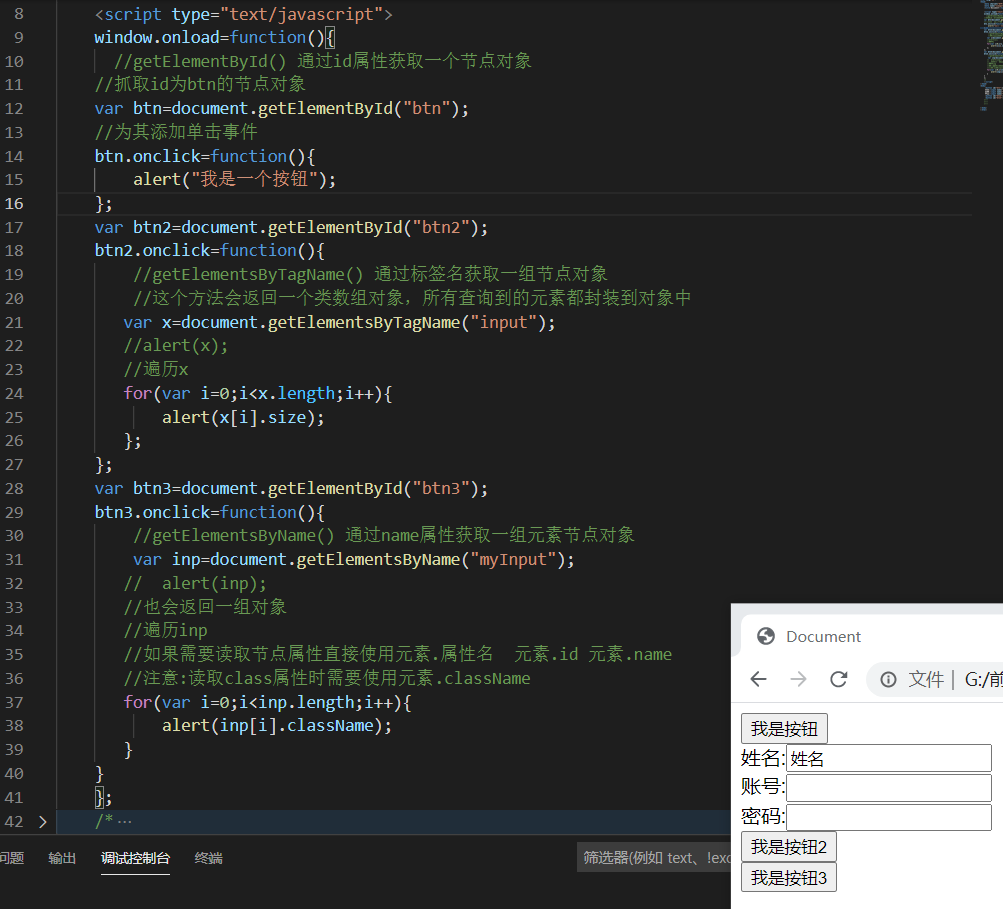 8 <script type="text/javascript">
9 window.onload=function(){
10 //getElementById() 通过id属性获取一个节点对象
11 //抓取id为btn的节点对象
12 var btn=document.getElementById("btn");
13 //为其添加单击事件
14 btn.onclick=function(){
15 alert("我是一个按钮");
16 };
17 var btn2=document.getElementById("btn2");
18 btn2.onclick=function(){
19 //getElementsByTagName() 通过标签名获取一组节点对象
20 //这个方法会返回一个类数组对象，所有查询到的元素都封装到对象中
21 var x=document.getElementsByTagName("input");
22 //alert(x);
23 //遍历x
24 for(var i=0;i<x.length;i++){
25 alert(x[i].size);
26 };
27 };
28 var btn3=document.getElementById("btn3");
29 btn3.onclick=function(){
30 //getElementsByName() 通过name属性获取一组元素节点对象
31 var inp=document.getElementsByName("myInput");
32 // alert(inp);
33 //也会返回一组对象
34 //遍历inp
35 //如果需要读取节点属性直接使用元素.属性名 元素.id 元素.name
36 //注意:读取class属性时需要使用元素.className
37 for(var i=0;i<inp.length;i++){
38 alert(inp[i].className);
39 }
40 }
41 };
42 /*…
问题 输出 调试控制台 终端
筛选器(例如 text、!exc
Document
文件 | G:/前
我是按钮
姓名:姓名
账号:
密码:
我是按钮2
我是按钮3